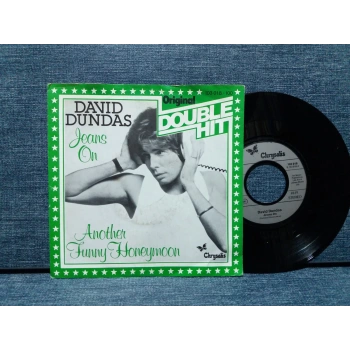 DAVID
DUNDAS
Jeans
On
Original
DOUBLE
HIT
Another
Funny Honeymoon
Chrysalis
Chrysalis